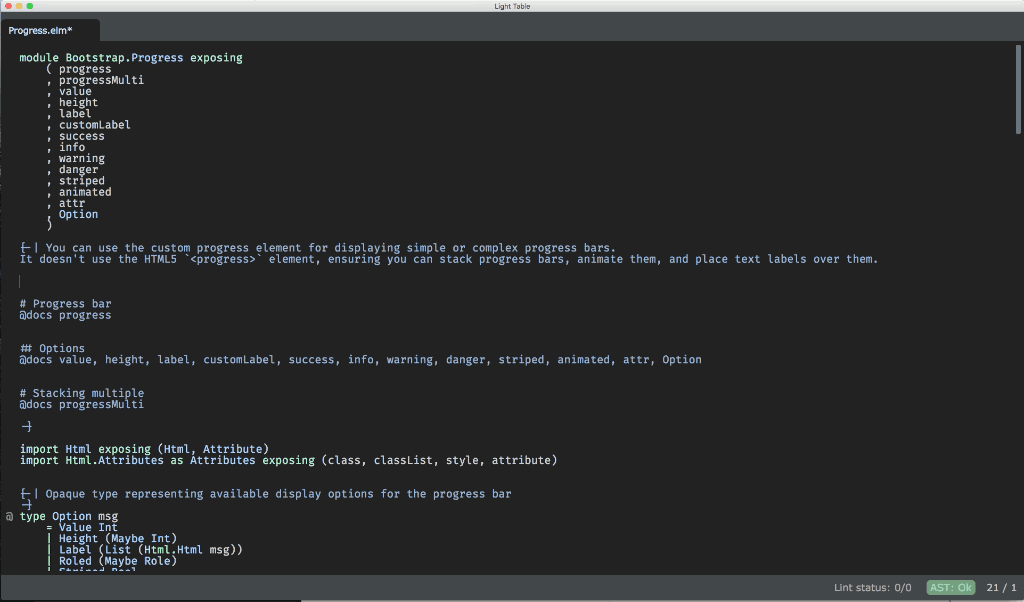 Light Table
Progress.elm*
module Bootstrap.Progress exposing
( progress
, progressMulti
, value
, height
, label
, customLabel
, success
, info
, warning
, danger
, striped
, animated
, attr
, Option
)
{-| You can use the custom progress element for displaying simple or complex progress bars.
It doesn't use the HTML5 `<progress>` element, ensuring you can stack progress bars, animate them, and place text labels over them.
# Progress bar
@docs progress
## Options
@docs value, height, label, customLabel, success, info, warning, danger, striped, animated, attr, Option
# Stacking multiple
@docs progressMulti
-}
import Html exposing (Html, Attribute)
import Html.Attributes as Attributes exposing (class, classList, style, attribute)
{-| Opaque type representing available display options for the progress bar
-}
@ type Option msg
= Value Int
| Height (Maybe Int)
| Label (List (Html.Html msg))
| Roled (Maybe Role)
| Striped Bool
Lint status: 0/0 AST: Ok 21 / 1